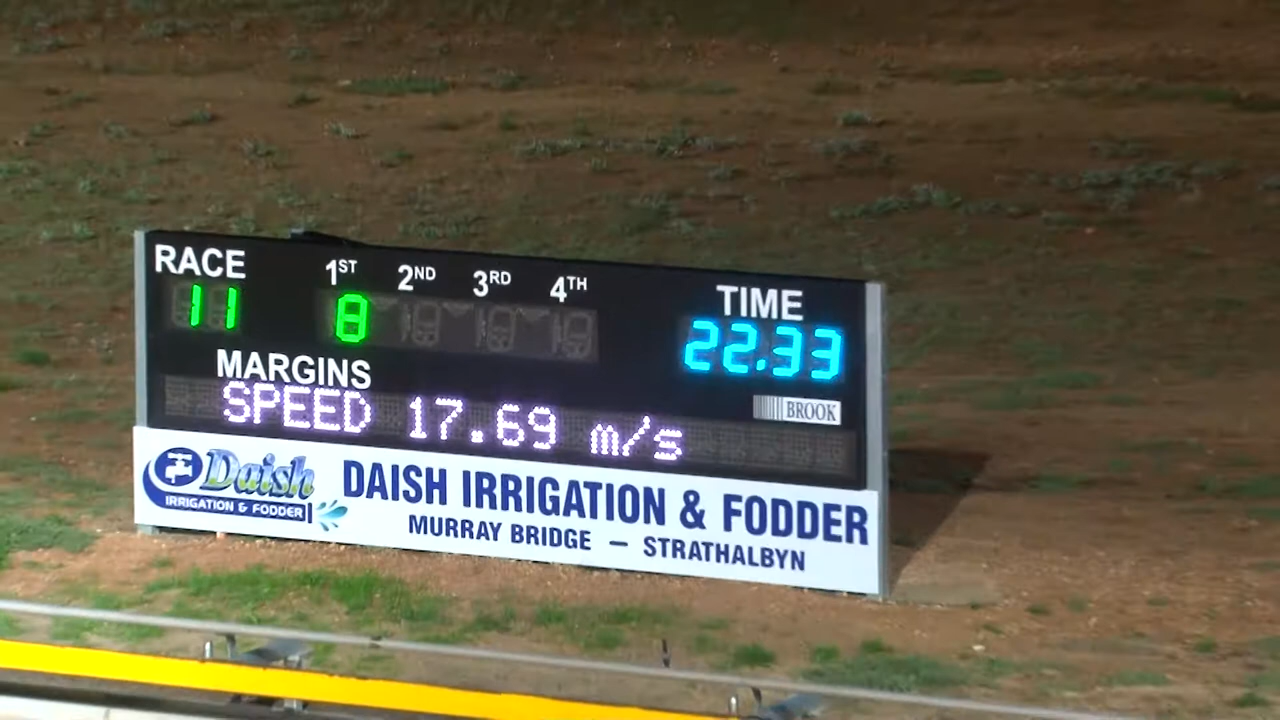 RACE 1ST 2ND 3RD 4TH TIME
11 8 22.33
MARGINS
BROOK
SPEED 17.69 m/s
Daish
IRRIGATION & FODDER
DAISH IRRIGATION & FODDER
MURRAY BRIDGE – STRATHALBYN